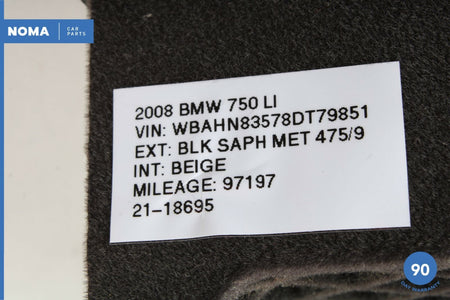 NOMA CAR
PARTS
2008 BMW 750 LI
VIN: WBAHN83578DT79851
EXT: BLK SAPH MET 475/9
INT: BEIGE
MILEAGE: 97197
21-18695
90
DAY WARRANTY